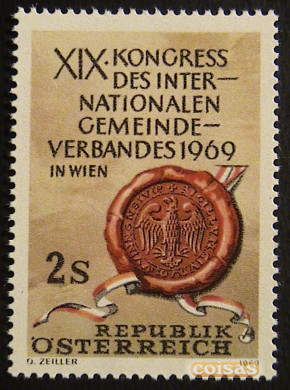 XIX·KONGRESS
DES INTER—
NATIONALEN
GEMEINDE—
VERBANDES 1969
IN WIEN
2S
REPUBLIK
ÖSTERREICH
O. ZEILLER
coisas